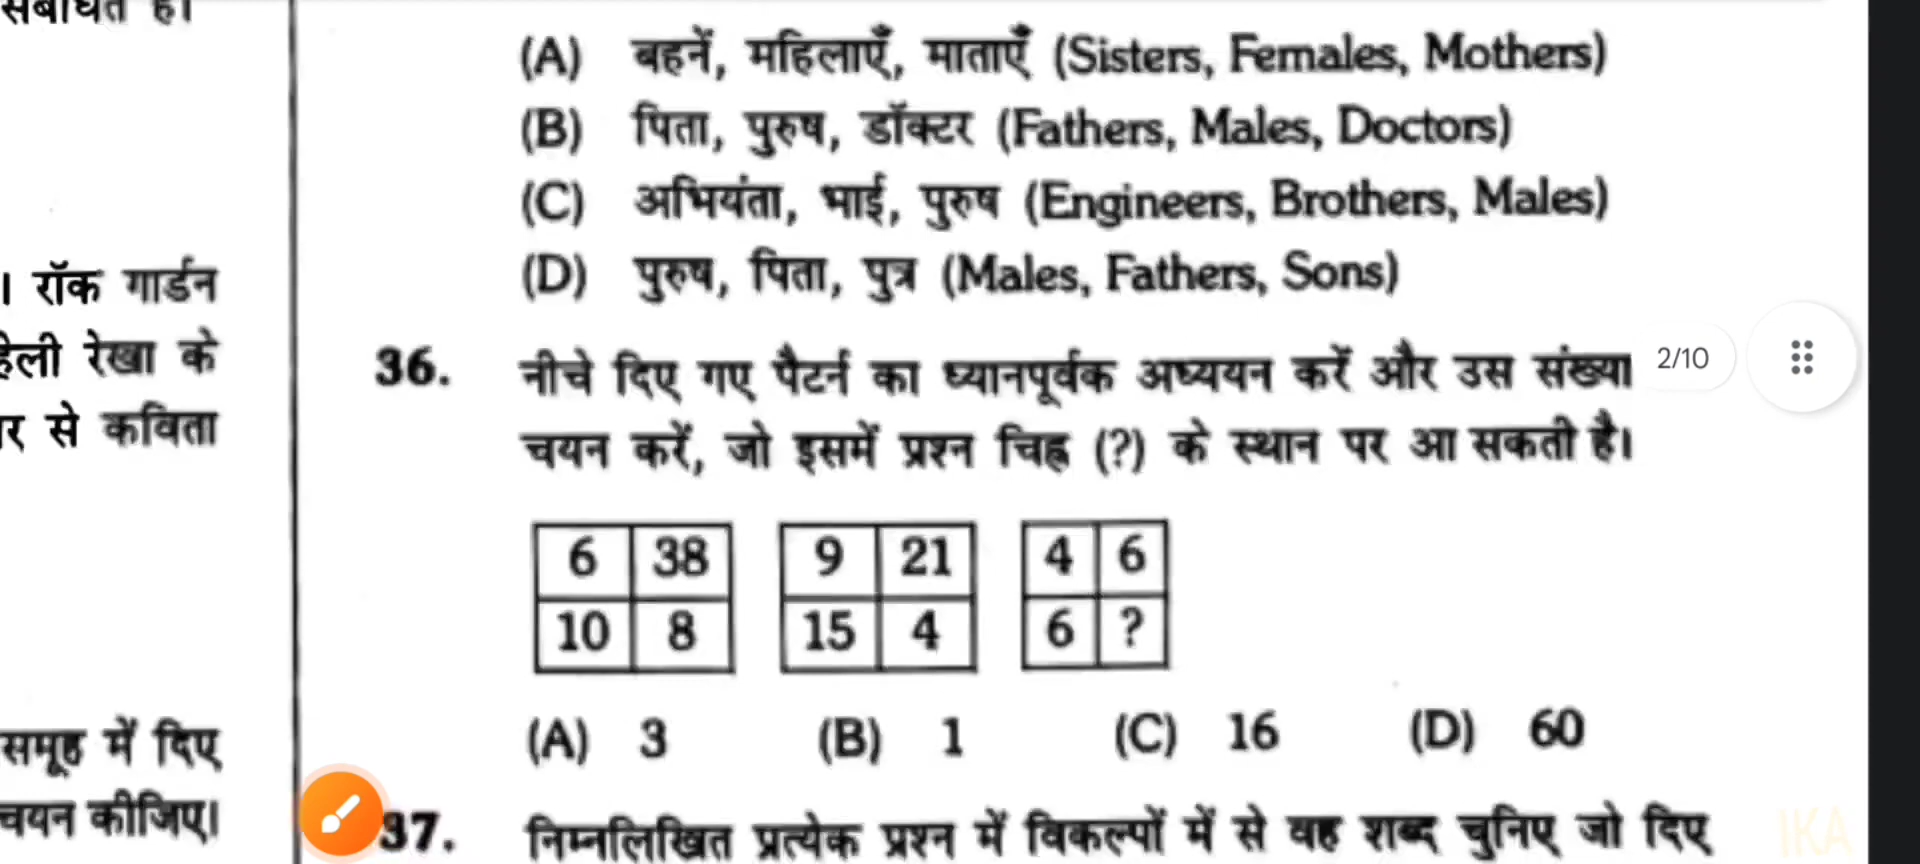 । रॉक गार्डन
र से कविता
समूह में दिए
चयन कीजिए।
(A) बहनें, महिलाएँ, माताएँ (Sisters, Females, Mothers)
(B) पिता, पुरुष, डॉक्टर (Fathers, Males, Doctors)
(C) अभियंता, भाई, पुरुष (Engineers, Brothers, Males)
(D) पुरुष, पिता, पुत्र (Males, Fathers, Sons)
36. नीचे दिए गए पैटर्न का ध्यानपूर्वक अध्ययन करें और उस संख्या
चयन करें, जो इसमें प्रश्न चिह्न (?) के स्थान पर आ सकती है।
6 38 9 21 4 6
10 8 15 4 6 ?
(A) 3 (B) 1 (C) 16 (D) 60
37. निम्नलिखित प्रत्येक प्रश्न में विकल्पों में से वह शब्द चुनिए जो दिए
2/10
IKA